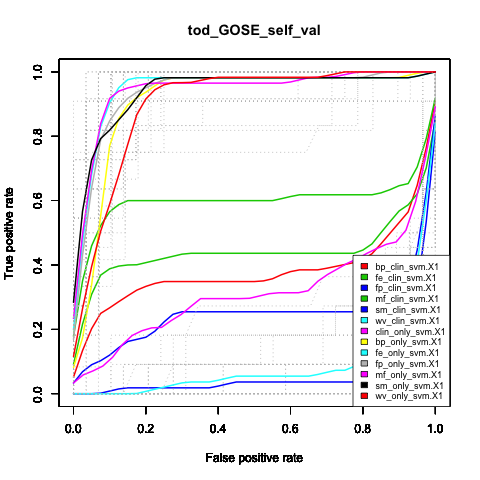 tod_GOSE_self_val
True positive rate
1.0
0.8
0.6
0.4
0.2
0.0
bp_clin_svm.X1
fe_clin_svm.X1
fp_clin_svm.X1
mf_clin_svm.X1
sm_clin_svm.X1
wv_clin_svm.X1
clin_only_svm.X1
bp_only_svm.X1
fe_only_svm.X1
fp_only_svm.X1
mf_only_svm.X1
sm_only_svm.X1
wv_only_svm.X1
0.0 0.2 0.4 0.6 0.8 1.0
False positive rate